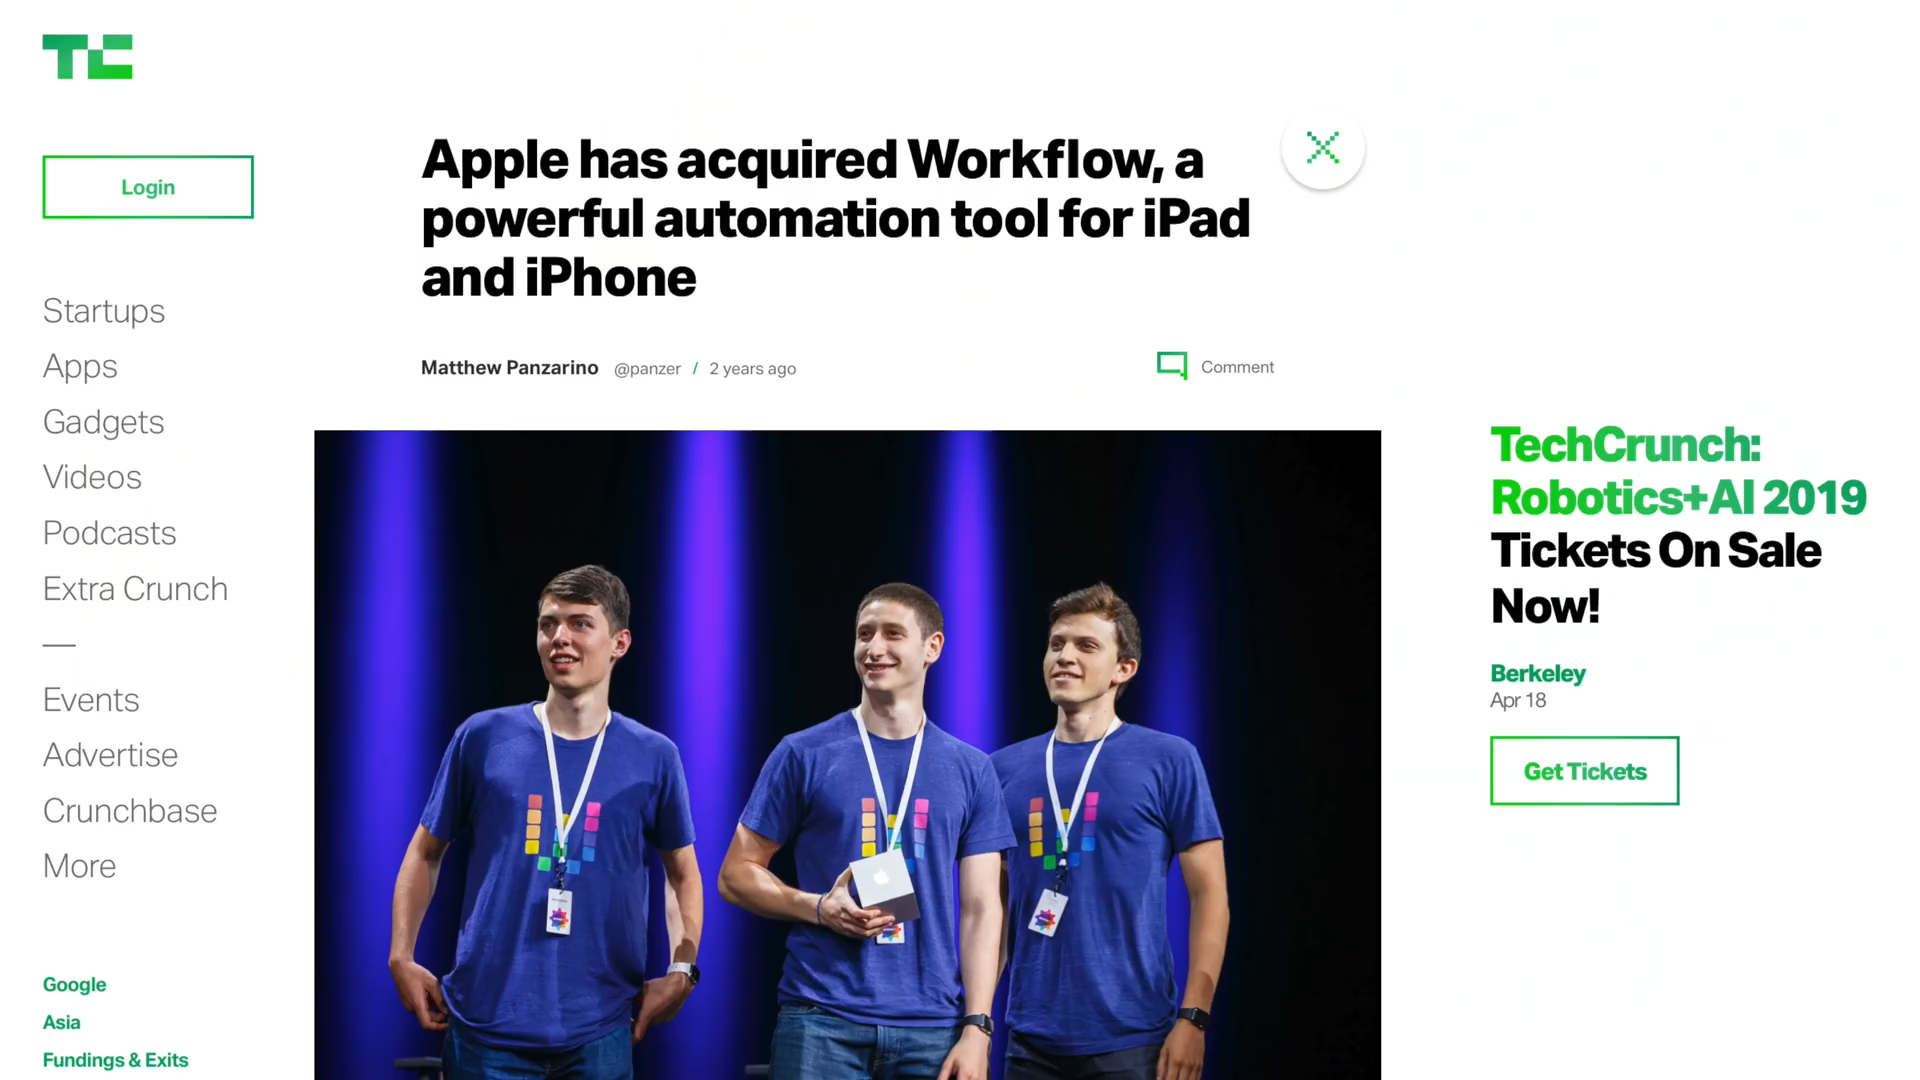 TC
Login
Startups
Apps
Gadgets
Videos
Podcasts
Extra Crunch
Events
Advertise
Crunchbase
More
Google
Asia
Fundings & Exits
Apple has acquired Workflow, a
powerful automation tool for iPad
and iPhone
Matthew Panzarino @panzer / 2 years ago
Comment
TechCrunch:
Robotics+AI 2019
Tickets On Sale
Now!
Berkeley
Apr 18
Get Tickets